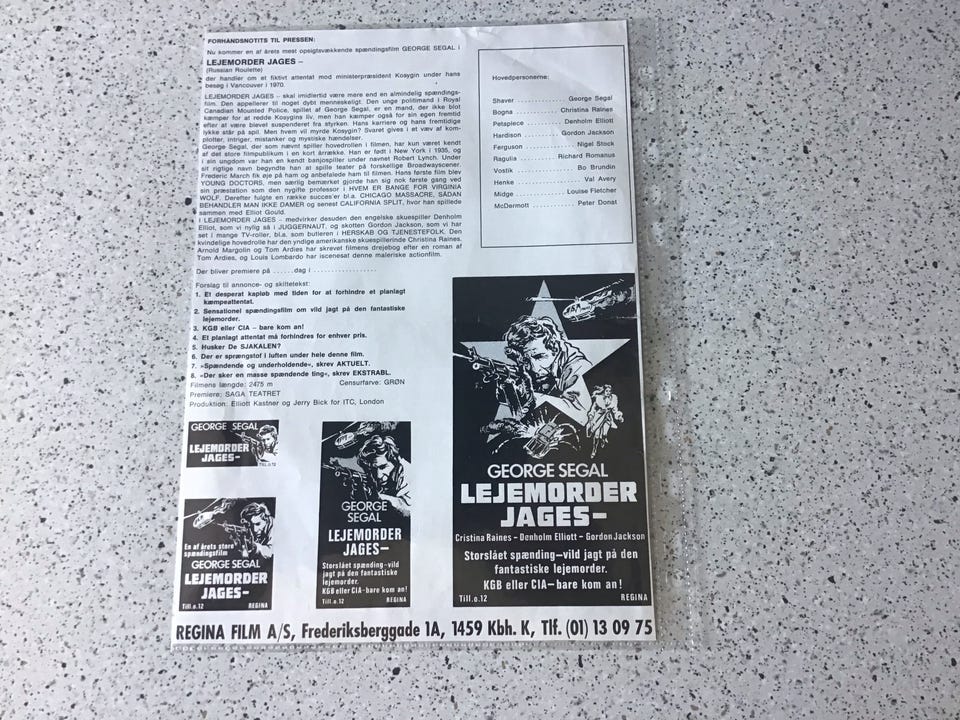 FORHANDSNOTITS TIL PRESSEN:
Nu kommer en af årets mest opsigtsvækkende spændingsfilm GEORGE SEGAL i
LEJEMORDER JAGES –
(Russian Roulette)
der handler om et fiktivt attentat mod ministerpræsident Kosygin under hans
besøg i Vancouver i 1970.
LEJEMORDER JAGES – skal imidlertid være mere end en almindelig spændings-
film. Den appellerer til noget dybt menneskeligt. Den unge politimand i Royal
Canadian Mounted Police, spillet af George Segal, er en mand, der ikke blot
kæmper for at redde Kosygins liv, men han kæmper også for sin egen fremtid
efter at være blevet suspenderet fra styrken. Hans karriere og hans fremtidige
lykke står på spil. Men hvem vil myrde Kosygin? Svaret gives i et væv af kom-
plotter, intriger, mistanker og mystiske hændelser.
George Segal, der som nævnt spiller hovedrollen i filmen, har kun været kendt
af det store filmpublikum i en kort årrække. Han er født i New York i 1935, og
i sin ungdom var han en kendt banjospiller under navnet Robert Lynch. Under
sit rigtige navn begyndte han at spille teater på forskellige Broadwayscener.
Frederic March fik øje på ham og anbefalede ham til filmen. Hans første film blev
YOUNG DOCTORS, men særlig bemærket gjorde han sig nok første gang ved
sin præstation som den nygifte professor i HVEM ER BANGE FOR VIRGINIA
WOLF. Derefter fulgte en række succes'er bl.a. CHICAGO MASSACRE, SÅDAN
BEHANDLER MAN IKKE DAMER og senest CALIFORNIA SPLIT, hvor han spillede
sammen med Elliot Gould.
I LEJEMORDER JAGES – medvirker desuden den engelske skuespiller Denholm
Elliot, som vi nylig så i JUGGERNAUT, og skotten Gordon Jackson, som vi har
set i mange TV-roller, bl.a. som butleren i HERSKAB OG TJENESTEFOLK. Den
kvindelige hovedrolle har den yndige amerikanske skuespillerinde Christina Raines.
Arnold Margolin og Tom Ardies har skrevet filmens drejebog efter en roman af
Tom Ardies, og Louis Lombardo har iscenesat denne maleriske actionfilm.
Der bliver premiere på ......dag i ...................
Forslag til annonce- og skiltetekst:
1. Et desperat kapløb med tiden for at forhindre et planlagt
kæmpeattentat.
2. Sensationel spændingsfilm om vild jagt på den fantastiske
lejemorder.
3. KGB eller CIA – bare kom an!
4. Et planlagt attentat må forhindres for enhver pris.
5. Husker De SJAKALEN?
6. Der er sprængstof i luften under hele denne film.
7. »Spændende og underholdende«, skrev AKTUELT.
8. »Der sker en masse spændende ting«, skrev EKSTRABL.
Filmens længde: 2475 m Censurfarve: GRØN
Premiere: SAGA TEATRET
Produktion: Elliott Kastner og Jerry Bick for ITC, London
Hovedpersonerne:
Shaver ................ George Segal
Bogna ................ Christina Raines
Petapiece ............ Denholm Elliott
Hardison ............. Gordon Jackson
Ferguson ............. Nigel Stock
Ragulia .............. Richard Romanus
Vostik ............... Bo Brundin
Henke ................ Val Avery
Midge ................ Louise Fletcher
McDermott ............ Peter Donat
GEORGE SEGAL
LEJEMORDER
JAGES–
TILL.o.12
En af årets store
spændingsfilm
GEORGE SEGAL
LEJEMORDER
JAGES–
Till.o.12 REGINA
GEORGE
SEGAL
LEJEMORDER
JAGES–
Storslået spænding–vild
jagt på den fantastiske
lejemorder.
KGB eller CIA–bare kom an!
Till.o.12 REGINA
GEORGE SEGAL
LEJEMORDER
JAGES–
Cristina Raines – Denholm Elliott – Gordon Jackson
Storslået spænding–vild jagt på den
fantastiske lejemorder.
KGB eller CIA–bare kom an!
Till.o.12 REGINA
REGINA FILM A/S, Frederiksberggade 1A, 1459 Kbh. K, Tlf. (01) 13 09 75